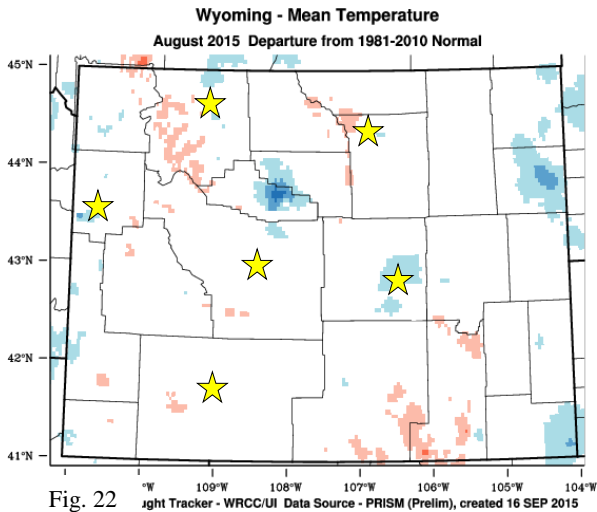 Wyoming - Mean Temperature
August 2015 Departure from 1981-2010 Normal
45°N
44°N
43°N
42°N
41°N
°W 109°W 108°W 107°W 106°W 105°W 104°W
Fig. 22 ght Tracker - WRCC/UI Data Source - PRISM (Prelim), created 16 SEP 2015